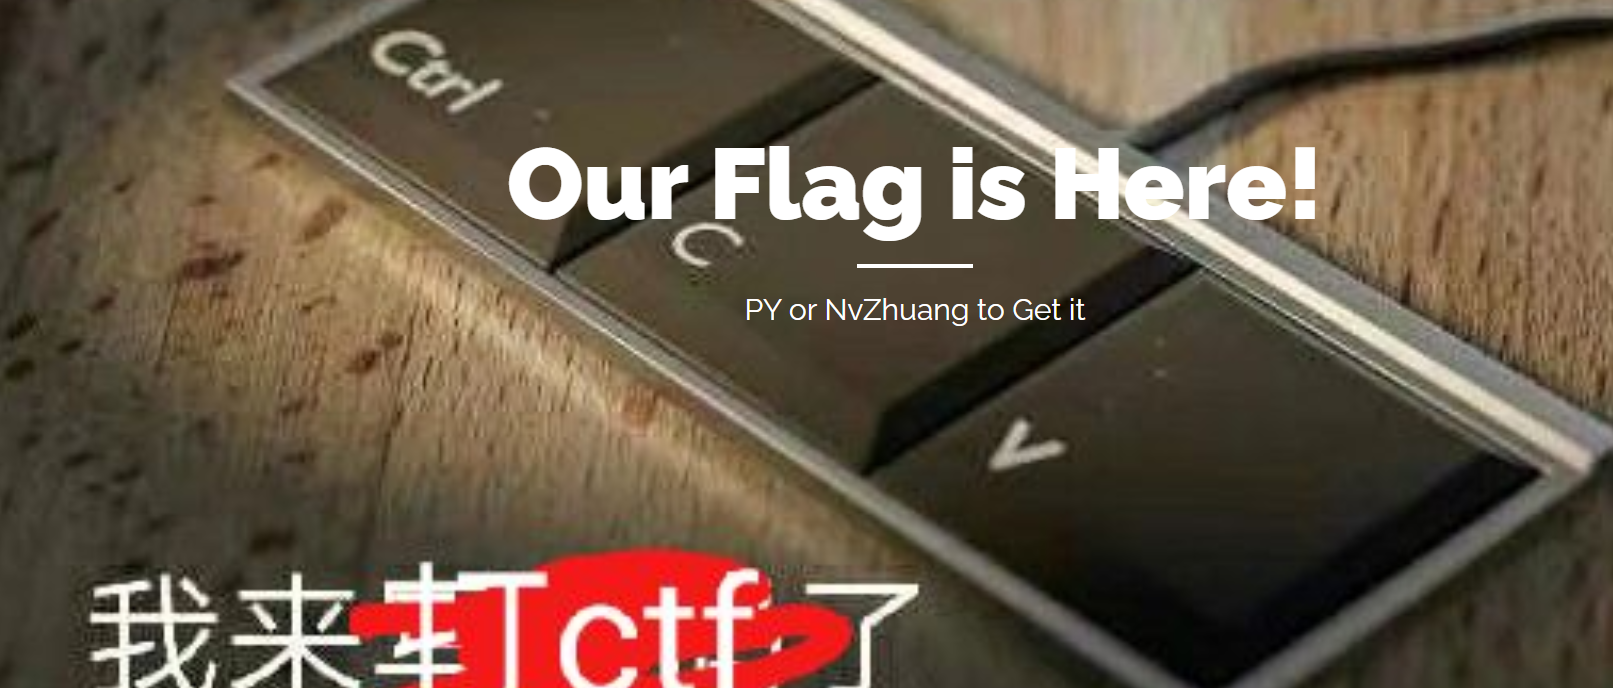 Ctrl
Our Flag is Here!
C
PY or NvZhuang to Get it
V
我来打ctf了